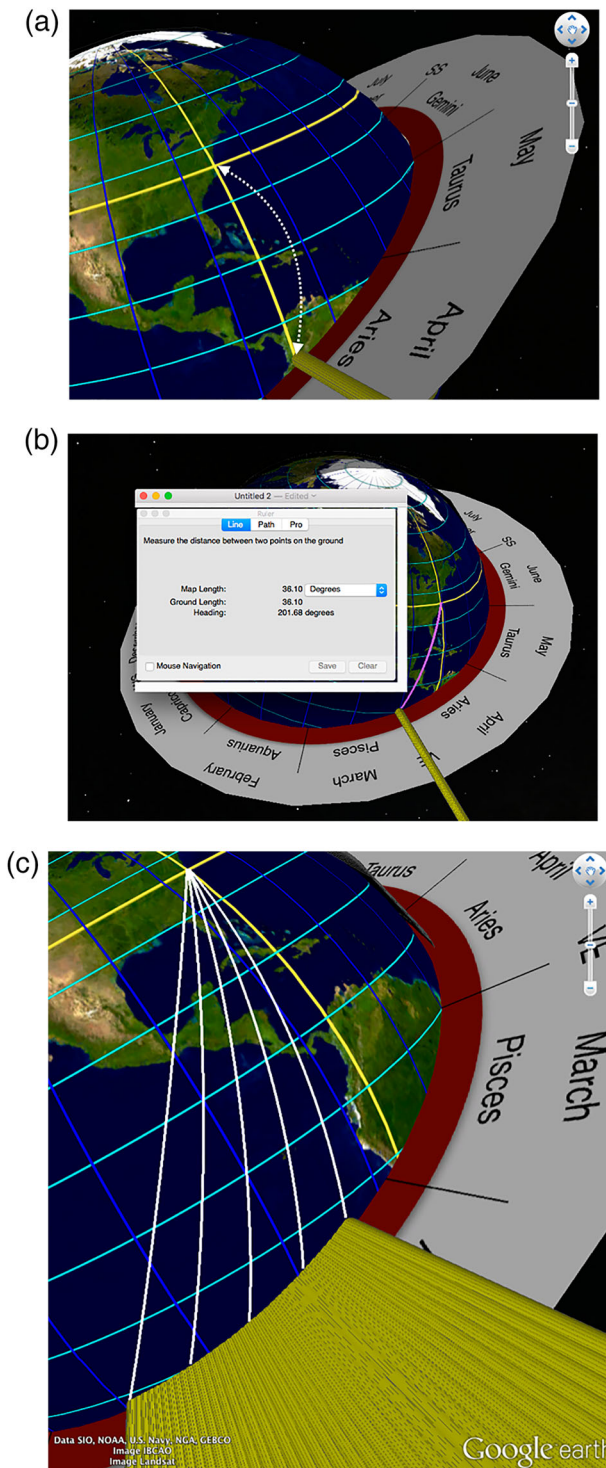 (a)
July
SS
June
Gemini
May
Taurus
April
Aries
(b)
Untitled 2 — Edited
Ruler
Line Path Pro
Measure the distance between two points on the ground
Map Length: 36.10 Degrees
Ground Length: 36.10
Heading: 201.68 degrees
Mouse Navigation Save Clear
July
SS
June
Gemini
May
Taurus
April
Aries
March
Pisces
February
Aquarius
January
(c)
Taurus
April
Aries
VE
March
Pisces
Data SIO, NOAA, U.S. Navy, NGA, GEBCO
Image IBCAO
Image Landsat
Google earth